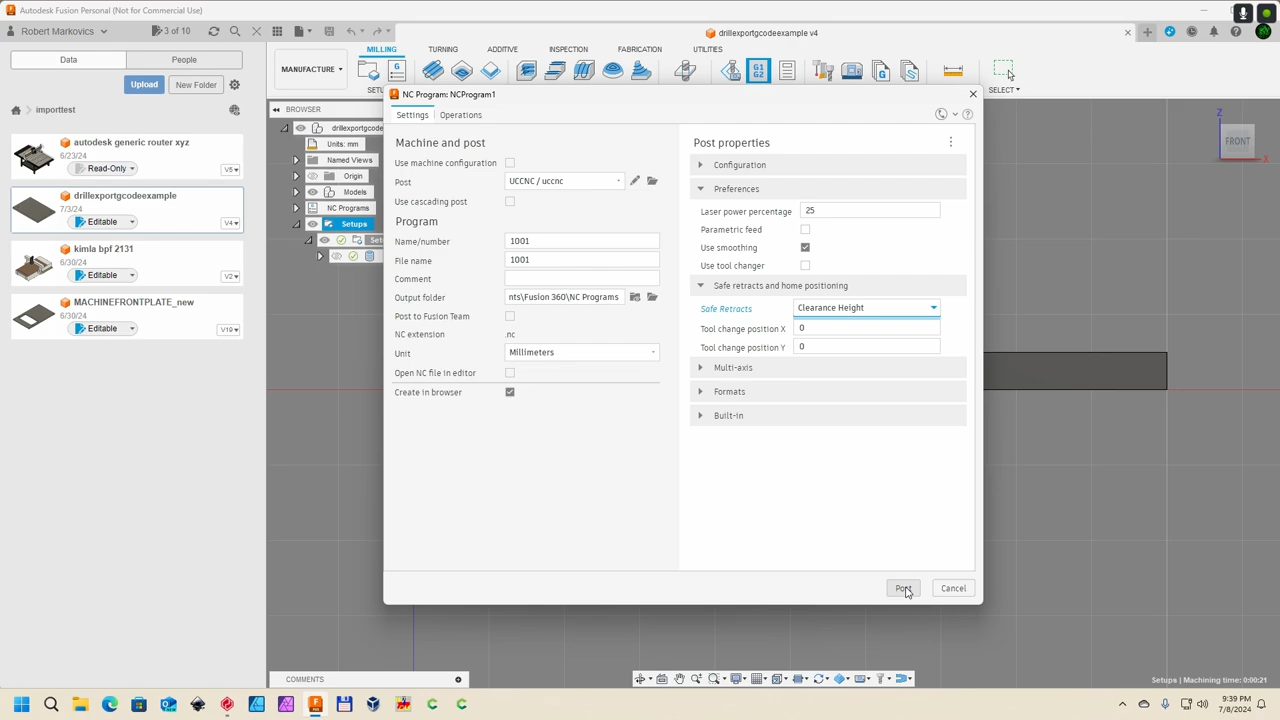 Autodesk Fusion Personal (Not for Commercial Use)
Robert Markovics
3 of 10
drillexportgcodeexample v4
Data
People
MANUFACTURE
MILLING
TURNING
ADDITIVE
INSPECTION
FABRICATION
UTILITIES
Upload
New Folder
G1
G2
SELECT
importtest
BROWSER
NC Program: NCProgram1
Settings
Operations
autodesk generic router xyz
6/23/24
Read-Only
V5
drillexportgcodeexample
7/3/24
Editable
V4
kimla bpf 2131
6/30/24
Editable
V2
MACHINEFRONTPLATE_new
6/30/24
Editable
V19
drillexportgcode
Units: mm
Named Views
Origin
Models
NC Programs
Setups
Machine and post
Use machine configuration
Post
UCCNC / uccnc
Use cascading post
Program
Name/number
1001
File name
1001
Comment
Output folder
nts\Fusion 360\NC Programs
Post to Fusion Team
NC extension
.nc
Unit
Millimeters
Open NC file in editor
Create in browser
Post properties
Configuration
Preferences
Laser power percentage
25
Parametric feed
Use smoothing
Use tool changer
Safe retracts and home positioning
Safe Retracts
Clearance Height
Tool change position X
0
Tool change position Y
0
Multi-axis
Formats
Built-in
Post
Cancel
Z
FRONT
X
COMMENTS
Setups | Machining time: 0:00:21
9:39 PM
7/8/2024